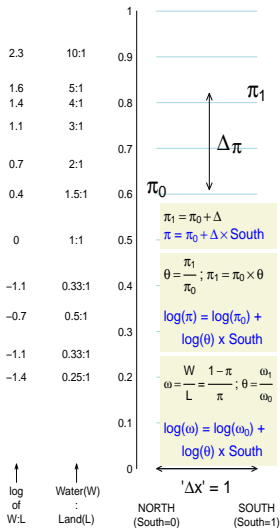 1
2.3 10:1 0.9
1.6 5:1 π1
1.4 4:1 0.8
1.1 3:1
Δπ
0.7 2:1 0.7
π0
0.4 1.5:1 0.6
π1 = π0 + Δ
π = π0 + Δ × South
0 1:1 0.5
θ = π1 / π0 ; π1 = π0 × θ
−1.1 0.33:1 0.4
−0.7 0.5:1 0.3
log(π) = log(π0) +
log(θ) x South
−1.1 0.33:1
ω = W / L = 1 − π / π ; θ = ω1 / ω0
−1.4 0.25:1 0.2
log(ω) = log(ω0) +
log(θ) x South
0.1
0
'Δx' = 1
log
of
W:L
Water(W)
:
Land(L)
NORTH
(South=0)
SOUTH
(South=1)